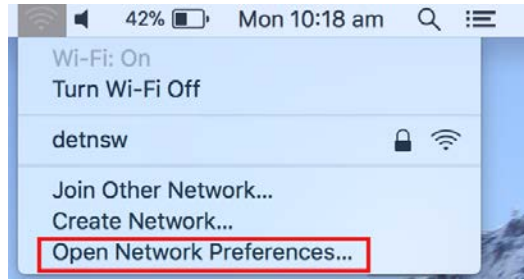 42% Mon 10:18 am
Wi-Fi: On
Turn Wi-Fi Off
detnsw
Join Other Network...
Create Network...
Open Network Preferences...